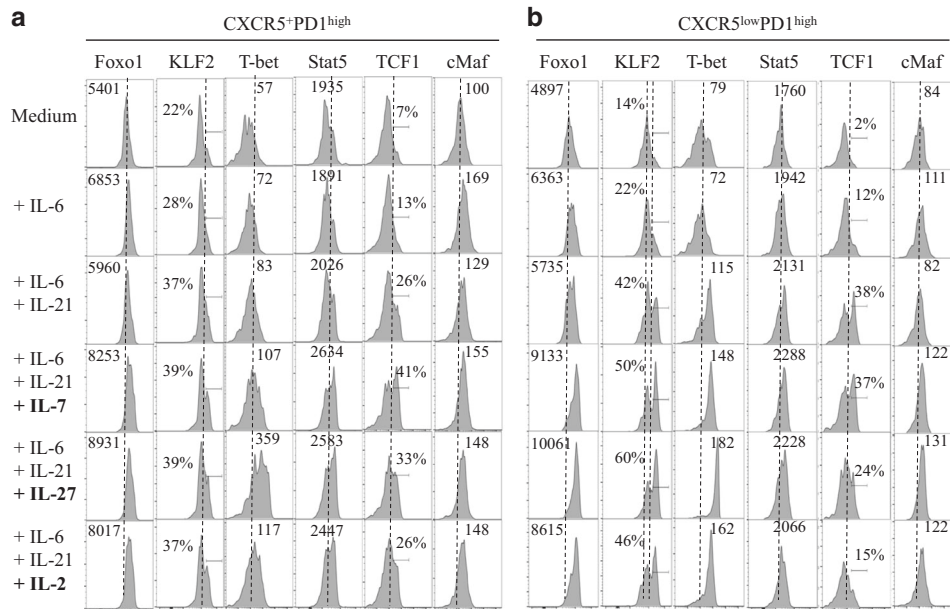 a
CXCR5+PD1high
Foxo1 KLF2 T-bet Stat5 TCF1 cMaf
Medium
5401 22% 57 1935 7% 100
+ IL-6
6853 28% 72 1891 13% 169
+ IL-6
+ IL-21
5960 37% 83 2026 26% 129
+ IL-6
+ IL-21
+ IL-7
8253 39% 107 2634 41% 155
+ IL-6
+ IL-21
+ IL-27
8931 39% 359 2583 33% 148
+ IL-6
+ IL-21
+ IL-2
8017 37% 117 2447 26% 148
b
CXCR5lowPD1high
Foxo1 KLF2 T-bet Stat5 TCF1 cMaf
4897 14% 79 1760 2% 84
6363 22% 72 1942 12% 111
5735 42% 115 2131 38% 82
9133 50% 148 2288 37% 122
10061 60% 182 2228 24% 131
8615 46% 162 2066 15% 122